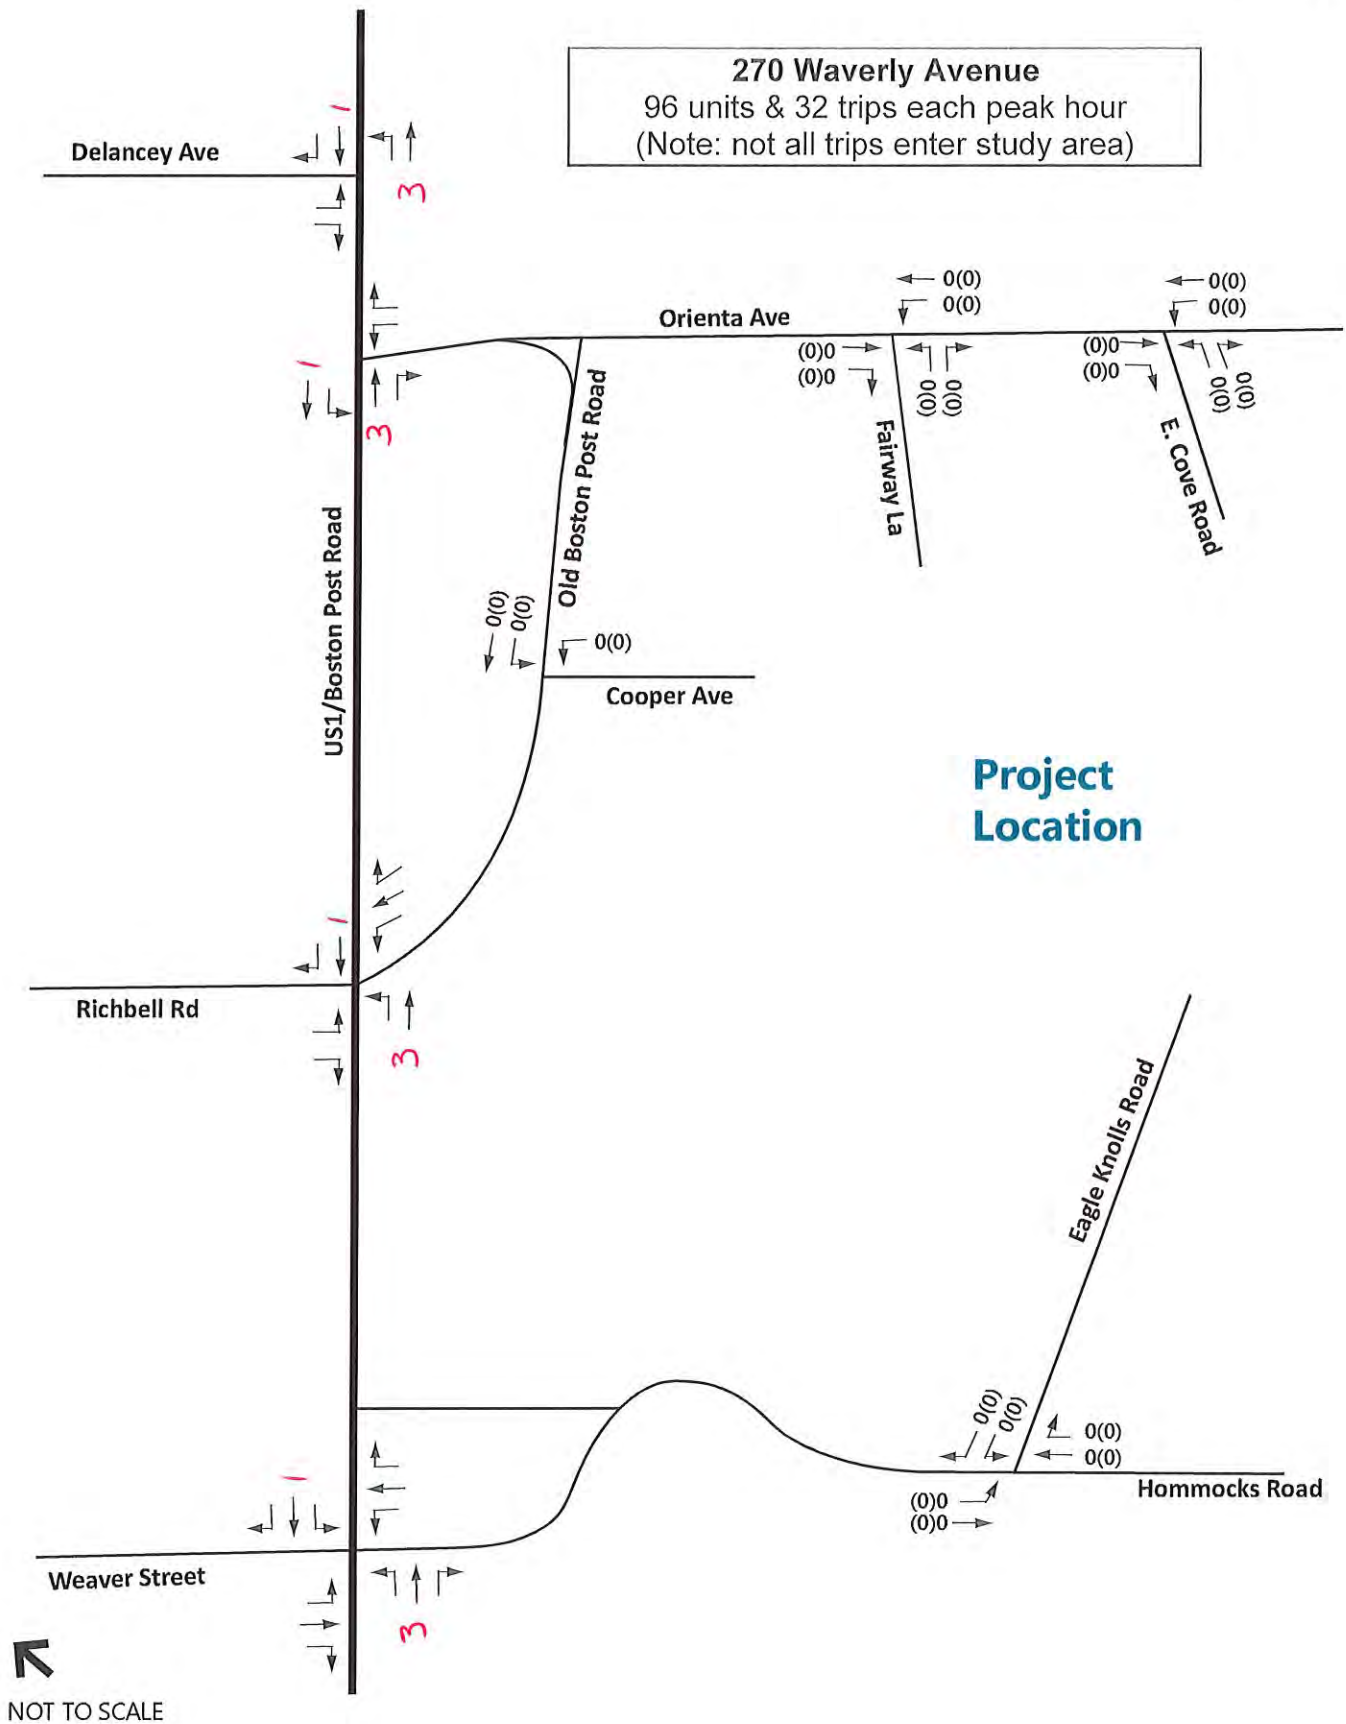 270 Waverly Avenue
96 units & 32 trips each peak hour
(Note: not all trips enter study area)
1
Delancey Ave
3
0(0)
0(0)
0(0)
0(0)
Orienta Ave
(0)0
(0)0
0(0)
0(0)
(0)0
(0)0
0(0)
0(0)
1
3
Old Boston Post Road
Fairway La
E. Cove Road
US1/Boston Post Road
0(0)
0(0)
0(0)
Cooper Ave
Project
Location
1
Richbell Rd
3
Eagle Knolls Road
0(0)
0(0)
0(0)
0(0)
Hommocks Road
(0)0
(0)0
1
Weaver Street
3
NOT TO SCALE